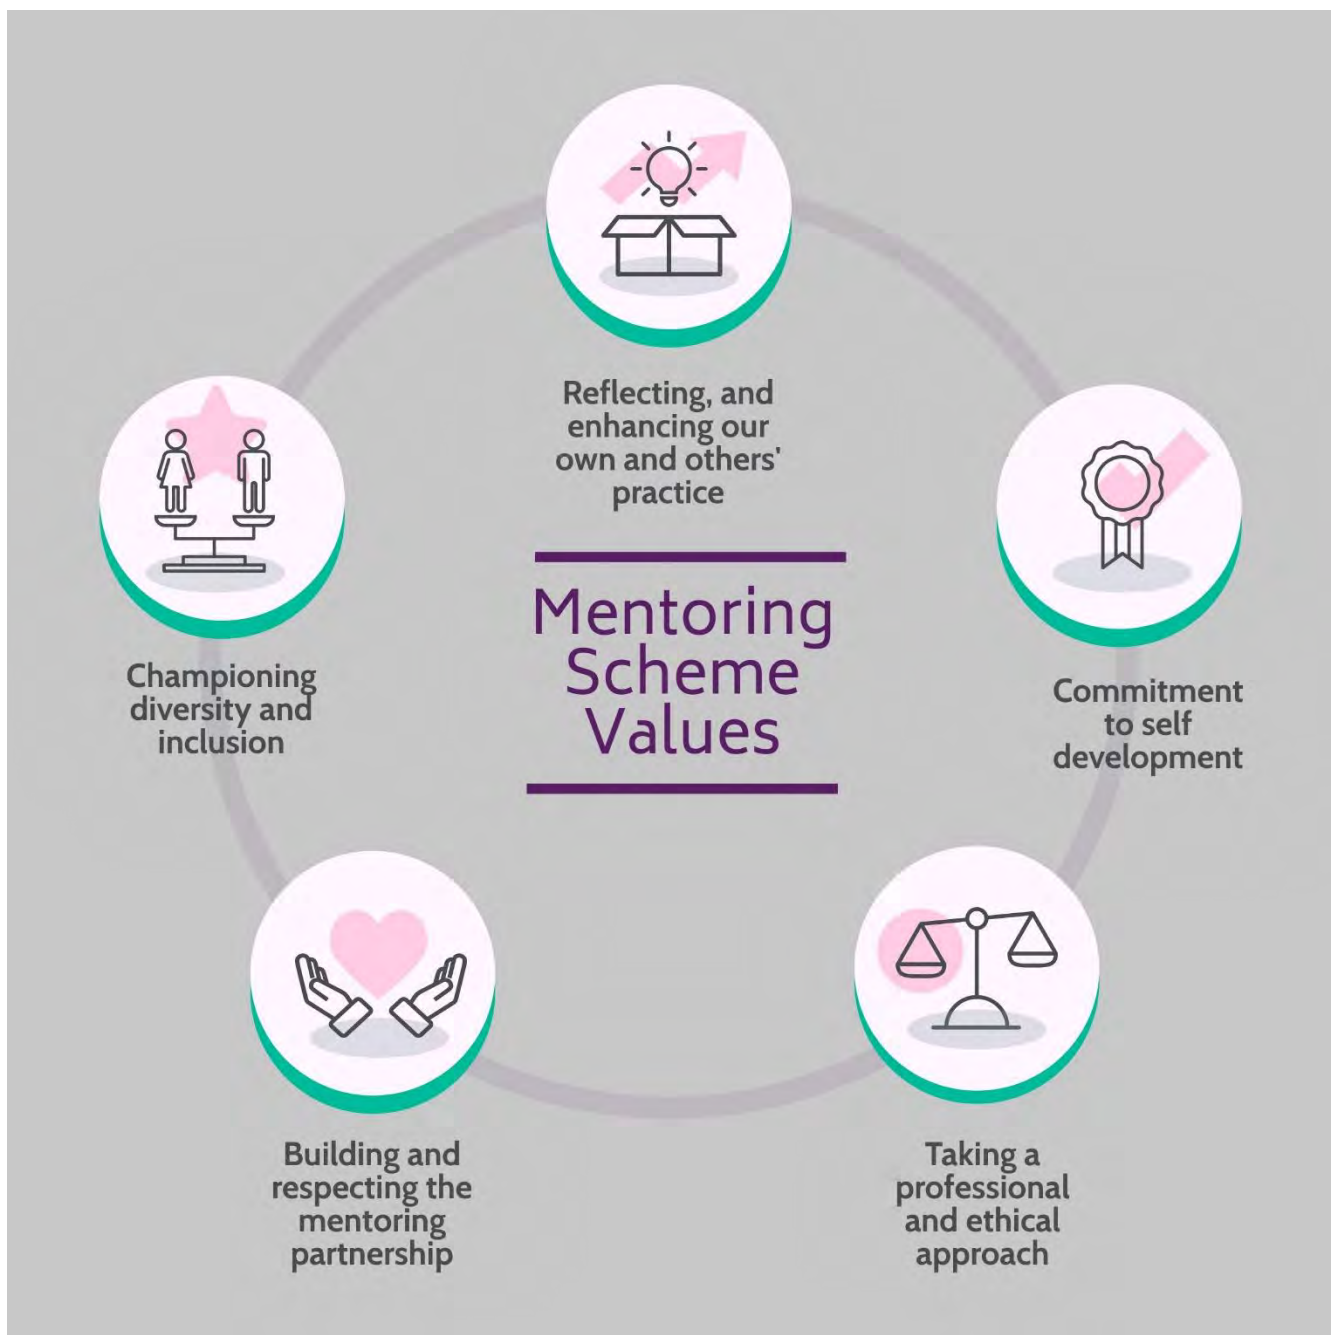 Reflecting, and
enhancing our
own and others'
practice
Mentoring
Scheme
Values
Championing
diversity and
inclusion
Commitment
to self
development
Building and
respecting the
mentoring
partnership
Taking a
professional
and ethical
approach